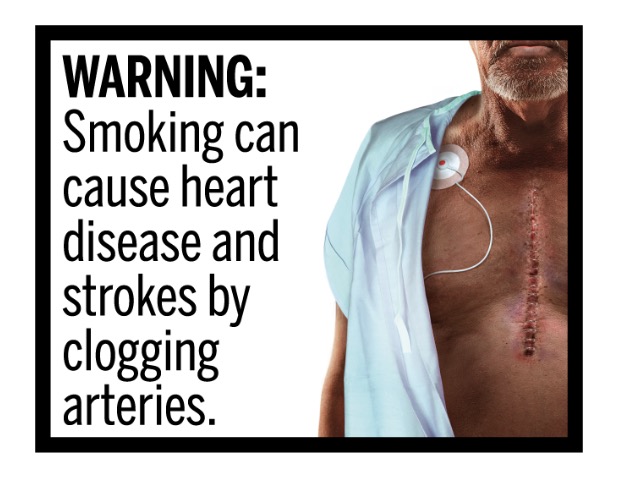 WARNING:
Smoking can
cause heart
disease and
strokes by
clogging
arteries.